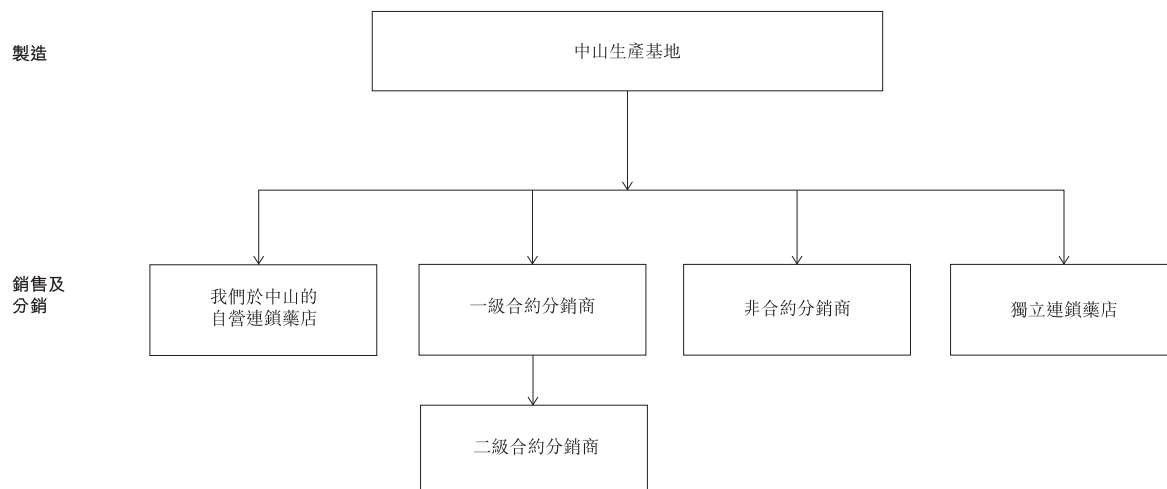 製造
中山生產基地
銷售及
分銷
我們於中山的
自營連鎖藥店
一級合約分銷商
非合約分銷商
獨立連鎖藥店
二級合約分銷商